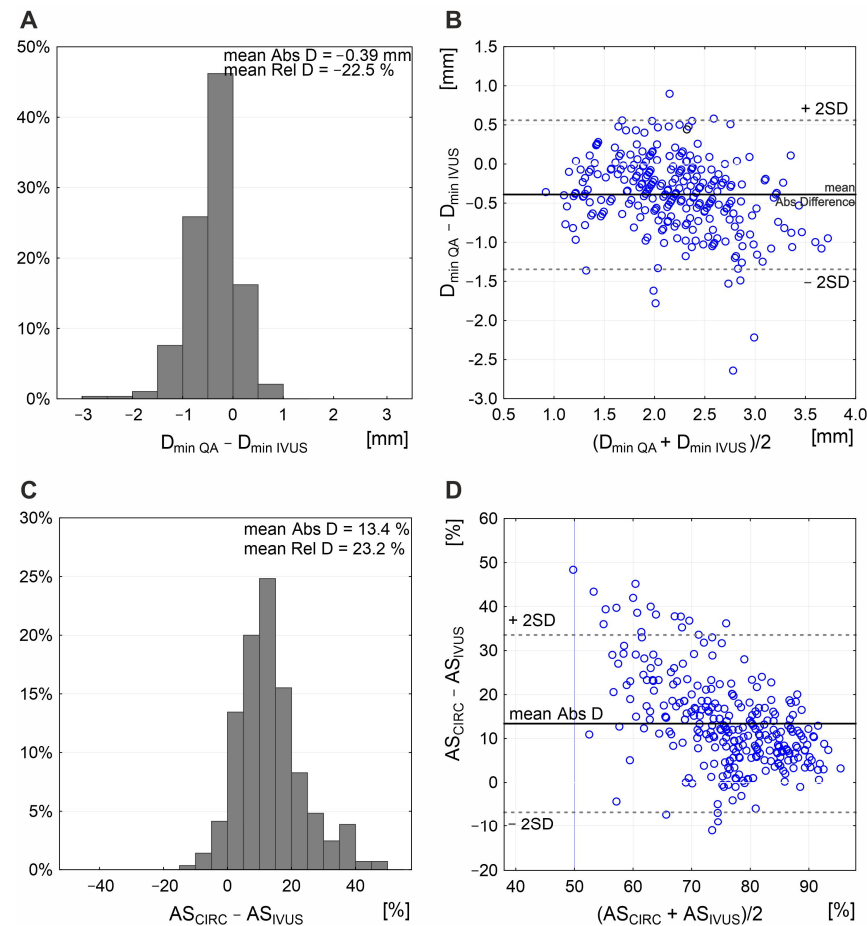 A
50%
40%
30%
20%
10%
0%
mean Abs D = −0.39 mm
mean Rel D = −22.5 %
−3 −2 −1 0 1 2 3
D min QA − D min IVUS [mm]
B
1.5
1.0
0.5
0.0
−0.5
−1.0
−1.5
−2.0
−2.5
−3.0
[mm]
D min QA − D min IVUS
+ 2SD
mean
Abs Difference
− 2SD
0.5 1.0 1.5 2.0 2.5 3.0 3.5 4.0
(D min QA + D min IVUS)/2 [mm]
C
30%
25%
20%
15%
10%
5%
0%
mean Abs D = 13.4 %
mean Rel D = 23.2 %
−40 −20 0 20 40
ASCIRC − ASIVUS [%]
D
60
50
40
30
20
10
0
−10
−20
[%]
ASCIRC − ASIVUS
+ 2SD
mean Abs D
− 2SD
40 50 60 70 80 90
(ASCIRC + ASIVUS)/2 [%]